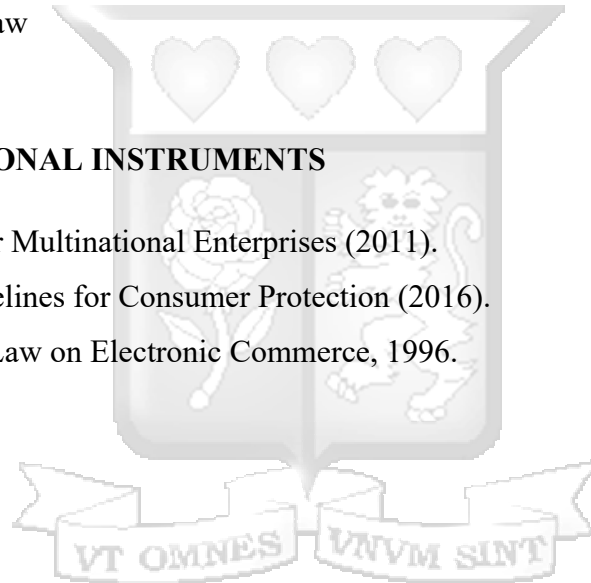 aw
ONAL INSTRUMENTS
r Multinational Enterprises (2011).
elines for Consumer Protection (2016).
Law on Electronic Commerce, 1996.
VT OMNES VNVM SINT